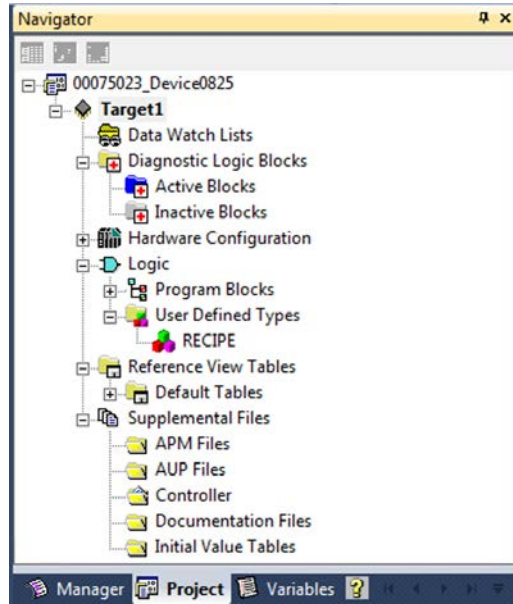 Navigator
00075023_Device0825
Target1
Data Watch Lists
Diagnostic Logic Blocks
Active Blocks
Inactive Blocks
Hardware Configuration
Logic
Program Blocks
User Defined Types
RECIPE
Reference View Tables
Default Tables
Supplemental Files
APM Files
AUP Files
Controller
Documentation Files
Initial Value Tables
Manager Project Variables ?